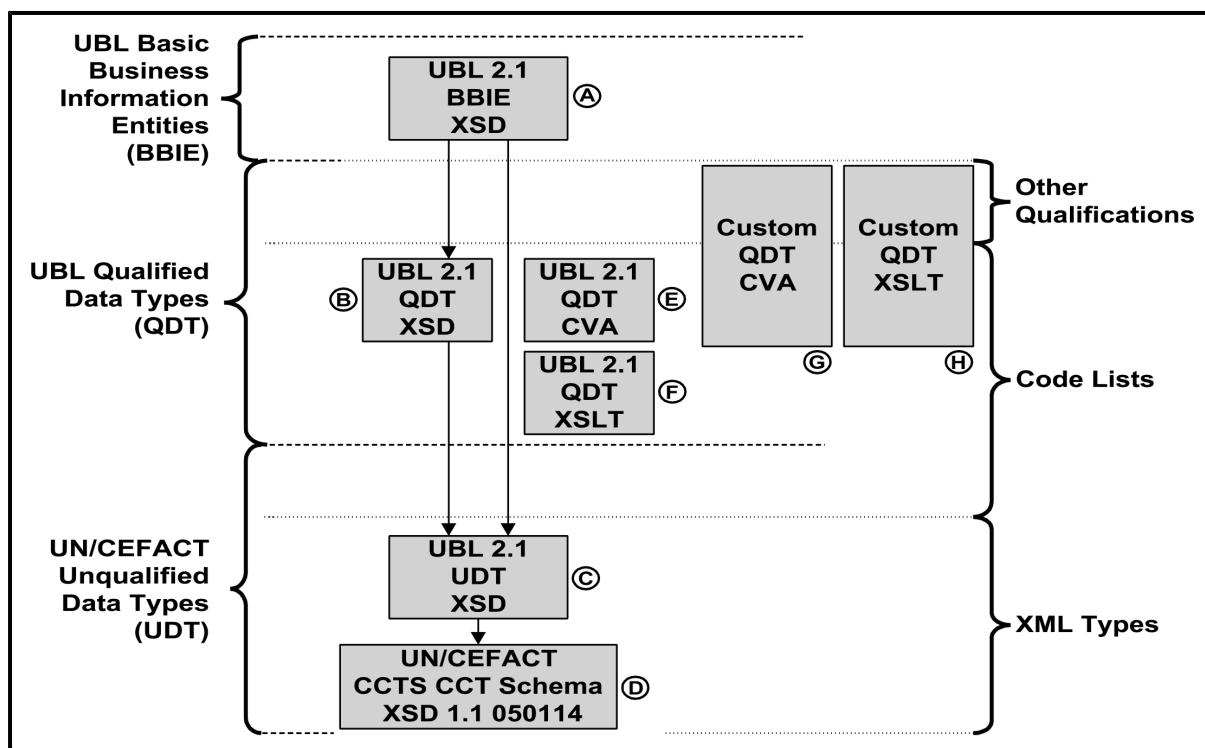 UBL Basic
Business
Information
Entities
(BBIE)
UBL 2.1
BBIE
XSD
A
Other
Qualifications
UBL Qualified
Data Types
(QDT)
B
UBL 2.1
QDT
XSD
UBL 2.1
QDT
CVA
E
UBL 2.1
QDT
XSLT
F
Custom
QDT
CVA
G
Custom
QDT
XSLT
H
Code Lists
UN/CEFACT
Unqualified
Data Types
(UDT)
UBL 2.1
UDT
XSD
C
UN/CEFACT
CCTS CCT Schema
XSD 1.1 050114
D
XML Types